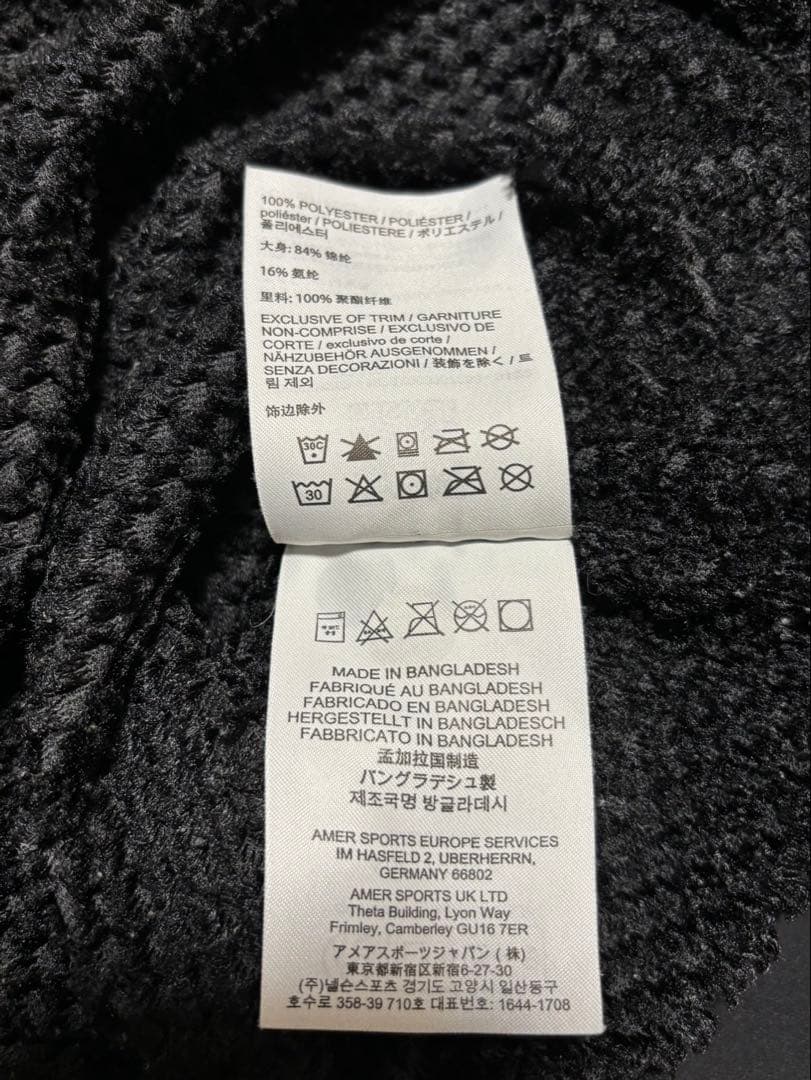 100% POLYESTER / POLIÉSTER /
poliéster / POLIESTERE / ポリエステル /
폴리에스터
大身: 84% 锦纶
16% 氨纶
里料: 100% 聚酯纤维
EXCLUSIVE OF TRIM / GARNITURE
NON-COMPRISE / EXCLUSIVO DE
CORTE / exclusivo de corte /
NÄHZUBEHÖR AUSGENOMMEN /
SENZA DECORAZIONI / 装飾を除く / 트
림 제외
饰边除外
30C
30
MADE IN BANGLADESH
FABRIQUÉ AU BANGLADESH
FABRICADO EN BANGLADESH
HERGESTELLT IN BANGLADESCH
FABBRICATO IN BANGLADESH
孟加拉国制造
バングラデシュ製
제조국명 방글라데시
AMER SPORTS EUROPE SERVICES
IM HASFELD 2, UBERHERRN,
GERMANY 66802
AMER SPORTS UK LTD
Theta Building, Lyon Way
Frimley, Camberley GU16 7ER
アメアスポーツジャパン (株)
東京都新宿区新宿6-27-30
(주)넬슨스포츠 경기도 고양시 일산동구
호수로 358-39 710호 대표번호: 1644-1708